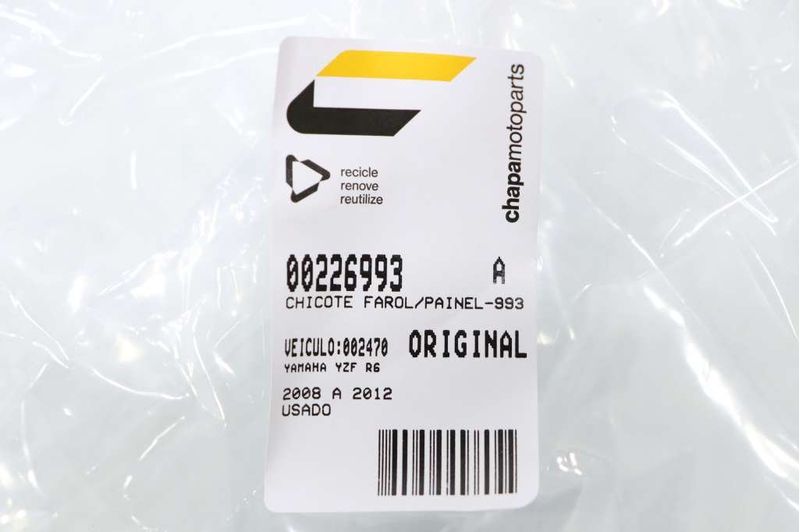 chapamotoparts
recicle
renove
reutilize
00226993 A
CHICOTE FAROL/PAINEL-993
VEICULO:002470 ORIGINAL
YAMAHA YZF R6
2008 A 2012
USADO